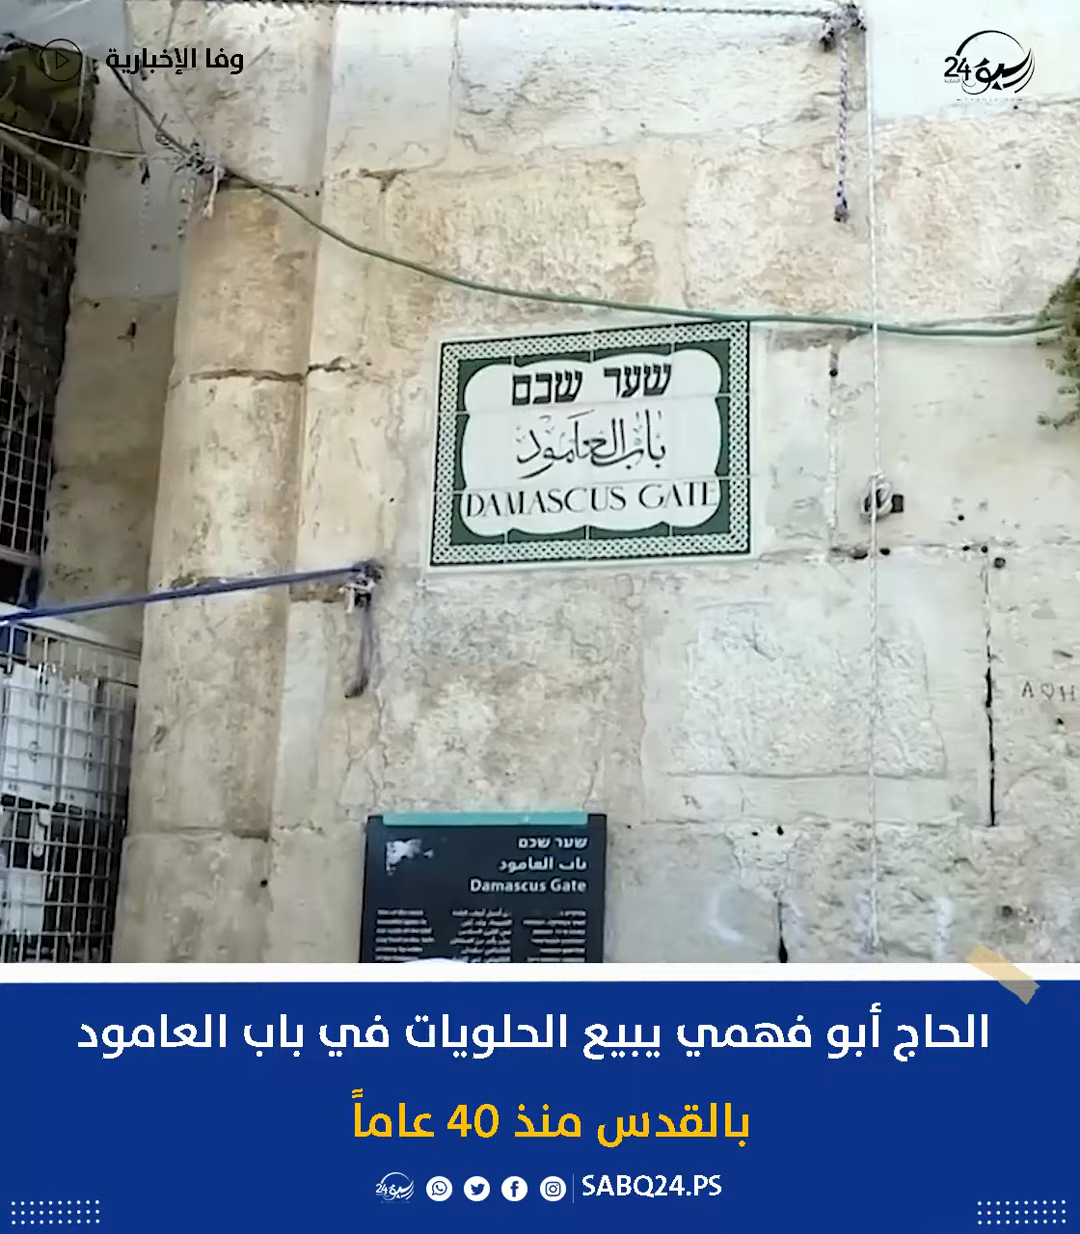 وفا الإخبارية
24
שער שכם
باب العامود
DAMASCUS GATE
A♡H
שער שכם
باب العامود
Damascus Gate
الحاج أبو فهمي يبيع الحلويات في باب العامود
بالقدس منذ 40 عاماً
SABQ24.PS